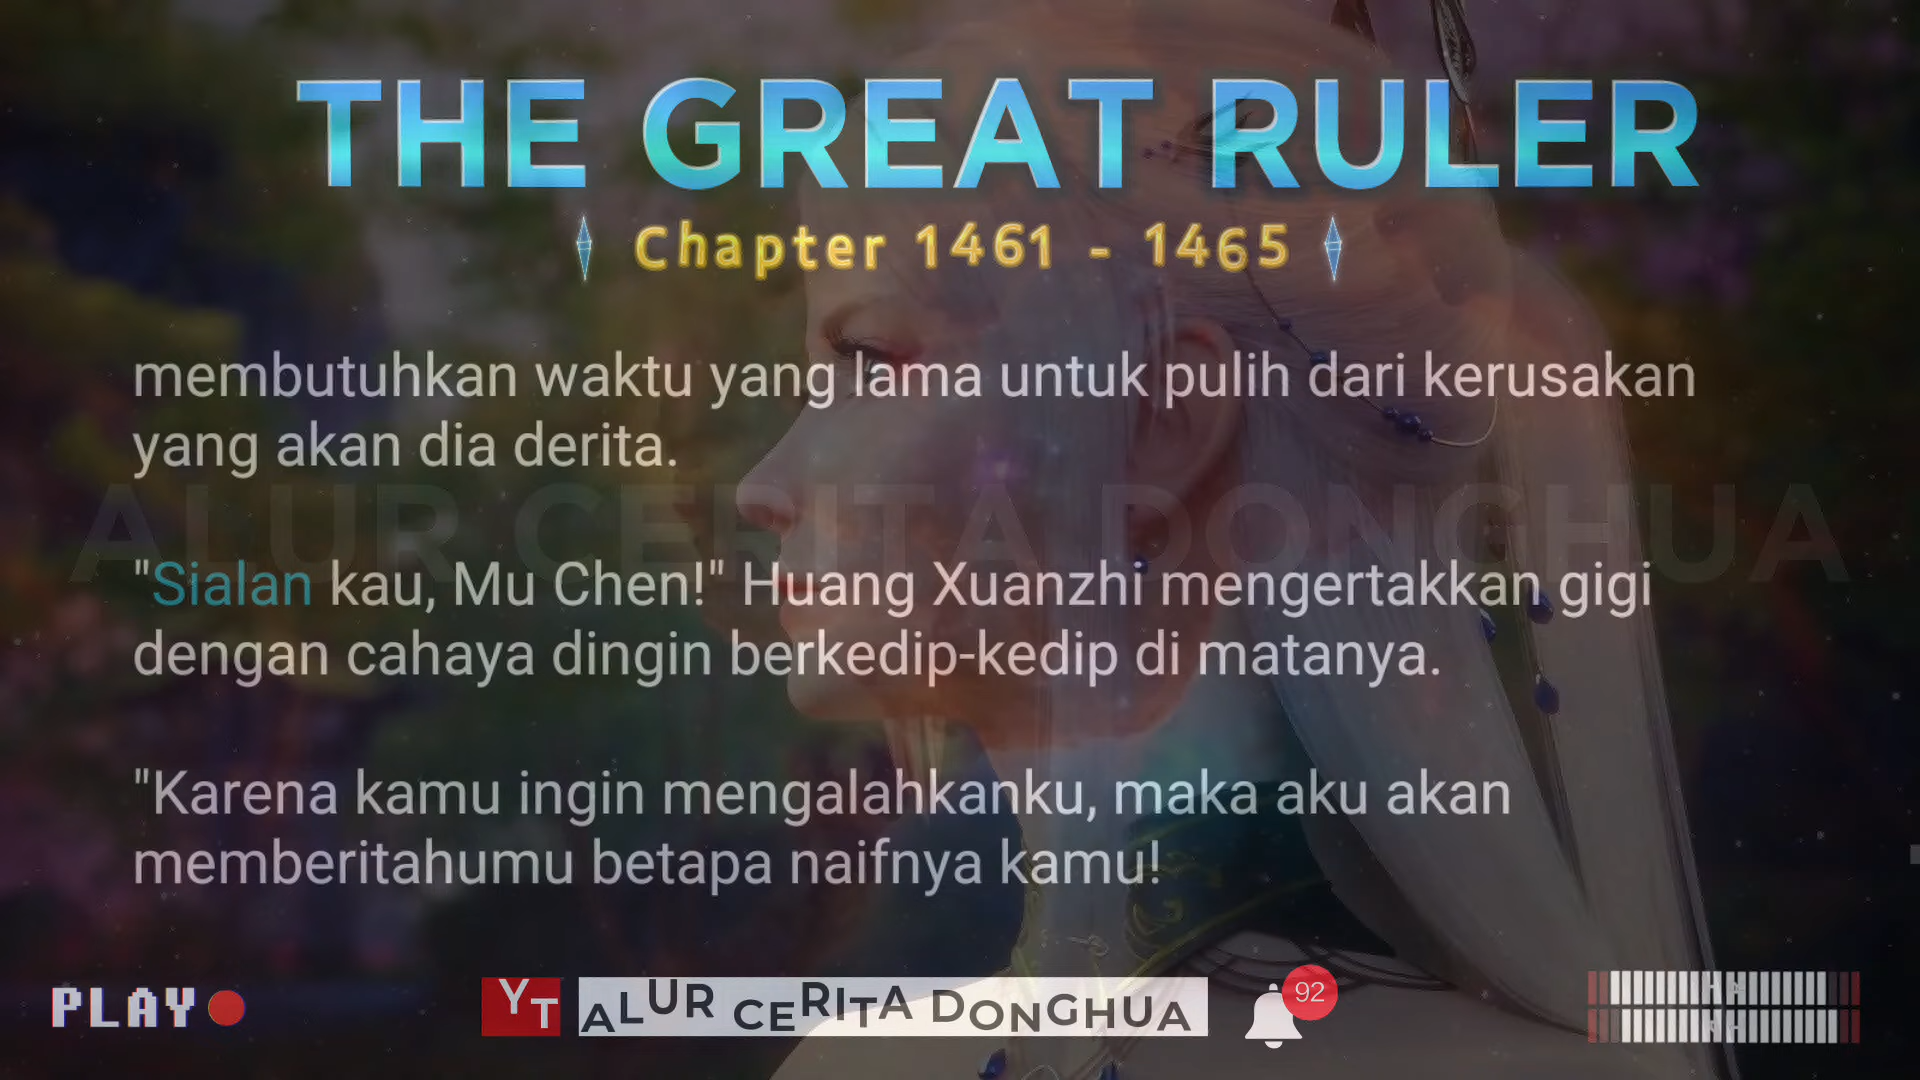 THE GREAT RULER
Chapter 1461 - 1465
membutuhkan waktu yang lama untuk pulih dari kerusakan
yang akan dia derita.
ALUR CERITA DONGHUA
"Sialan kau, Mu Chen!" Huang Xuanzhi mengertakkan gigi
dengan cahaya dingin berkedip-kedip di matanya.
"Karena kamu ingin mengalahkanku, maka aku akan
memberitahumu betapa naifnya kamu!
PLAY
YT ALUR CERITA DONGHUA
92